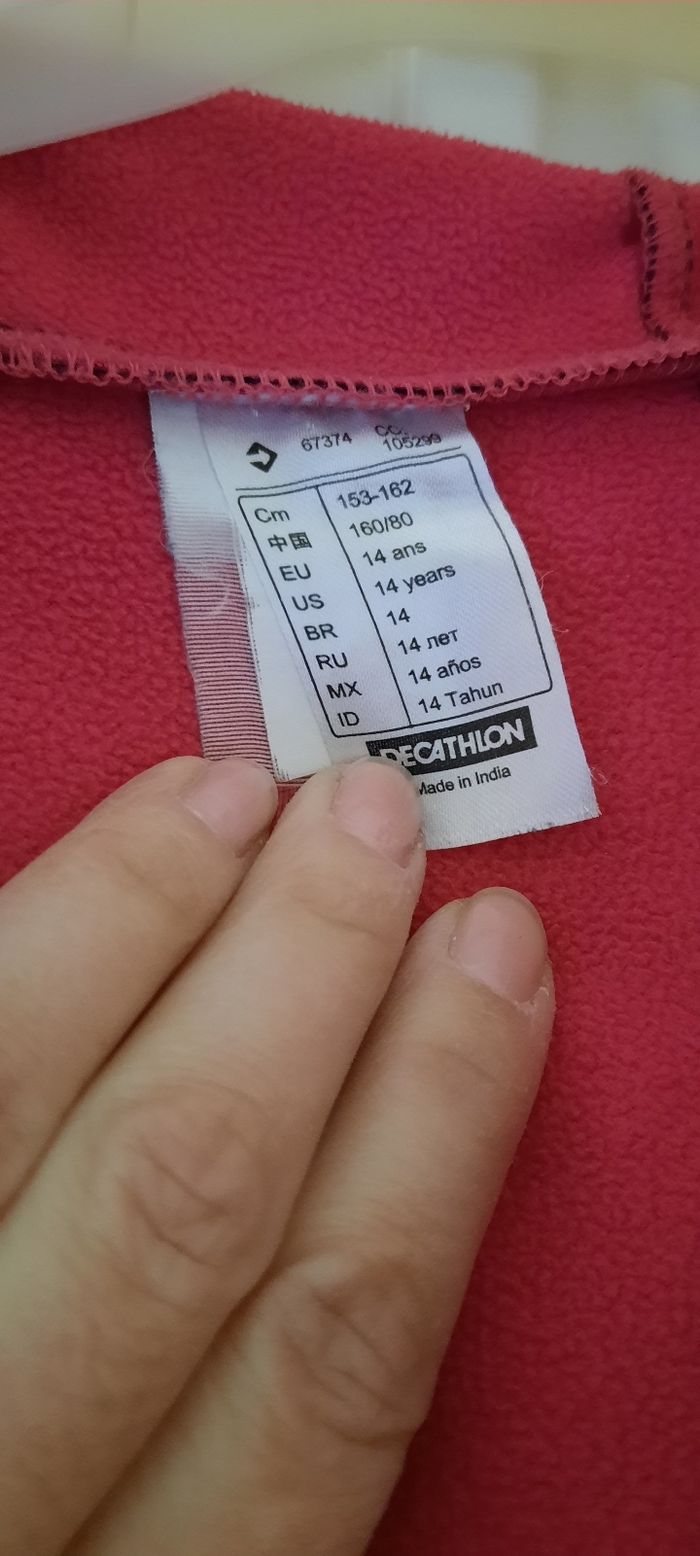 67374 CC: 105299
Cm 153-162
中国 160/80
EU 14 ans
US 14 years
BR 14
RU 14 лет
MX 14 años
ID 14 Tahun
DECATHLON
Made in India